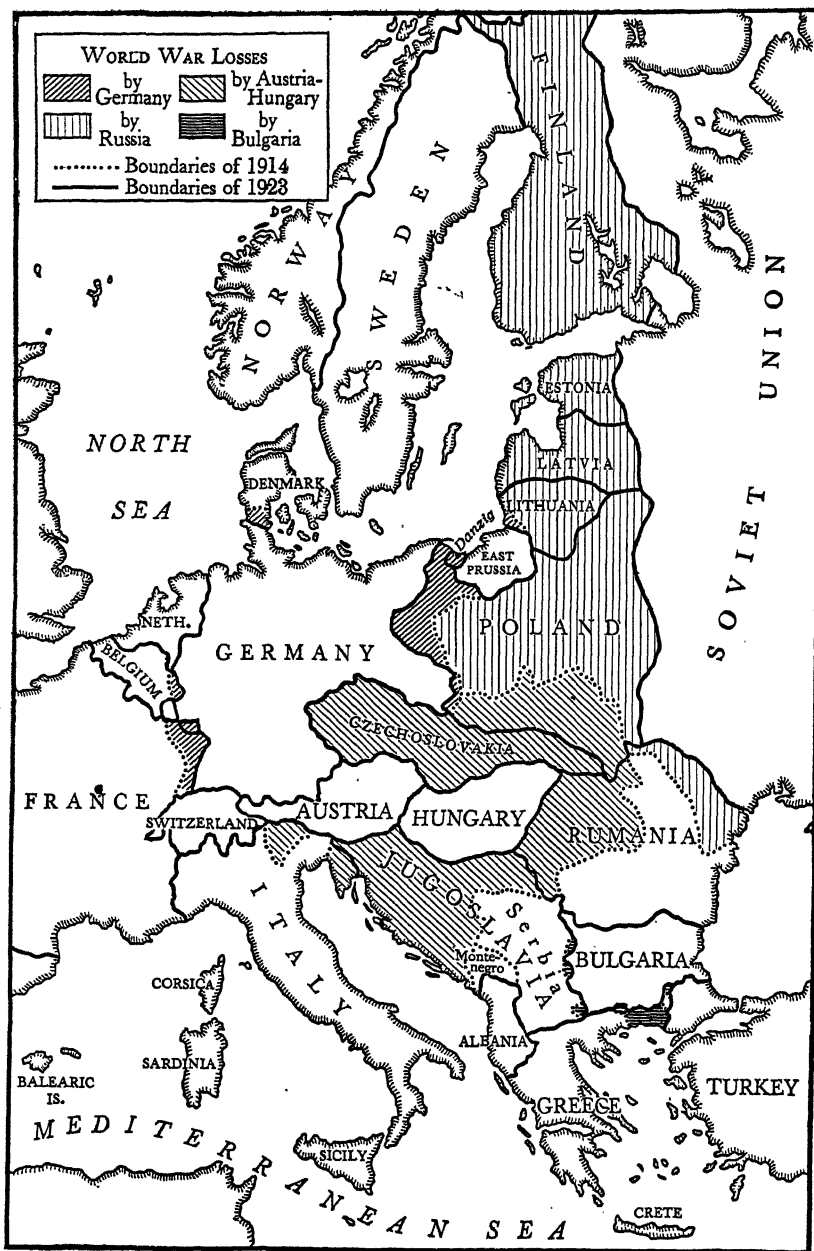 WORLD WAR LOSSES
by Germany
by Austria-Hungary
by Russia
by Bulgaria
Boundaries of 1914
Boundaries of 1923
FINLAND
NORWAY
SWEDEN
SOVIET UNION
ESTONIA
NORTH SEA
LATVIA
DENMARK
LITHUANIA
Danzig
EAST PRUSSIA
NETH.
POLAND
GERMANY
BELGIUM
CZECHOSLOVAKIA
FRANCE
AUSTRIA
HUNGARY
SWITZERLAND
RUMANIA
JUGOSLAVIA
ITALY
Serbia
Monte-
negro
BULGARIA
CORSICA
ALBANIA
SARDINIA
BALEARIC
IS.
TURKEY
GREECE
MEDITERRANEAN SEA
SICILY
CRETE